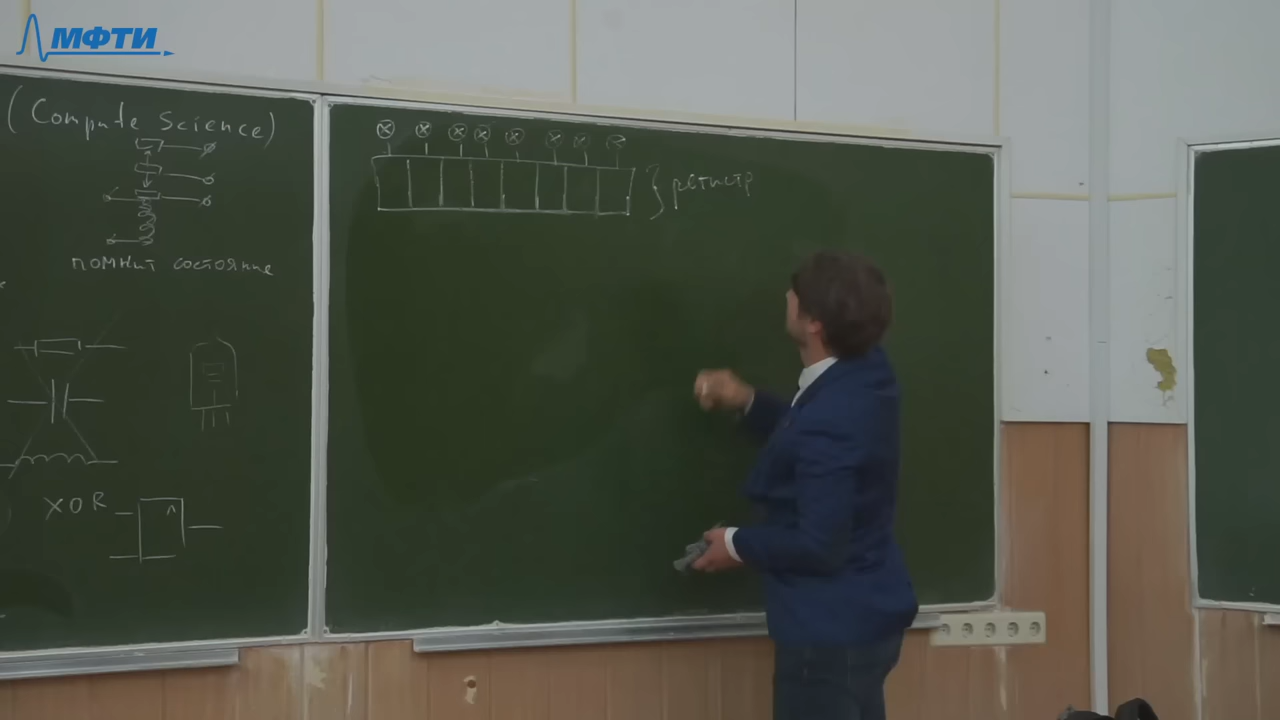 МФТИ
(Compute Science)
помнит состояние
XOR
^
регистр